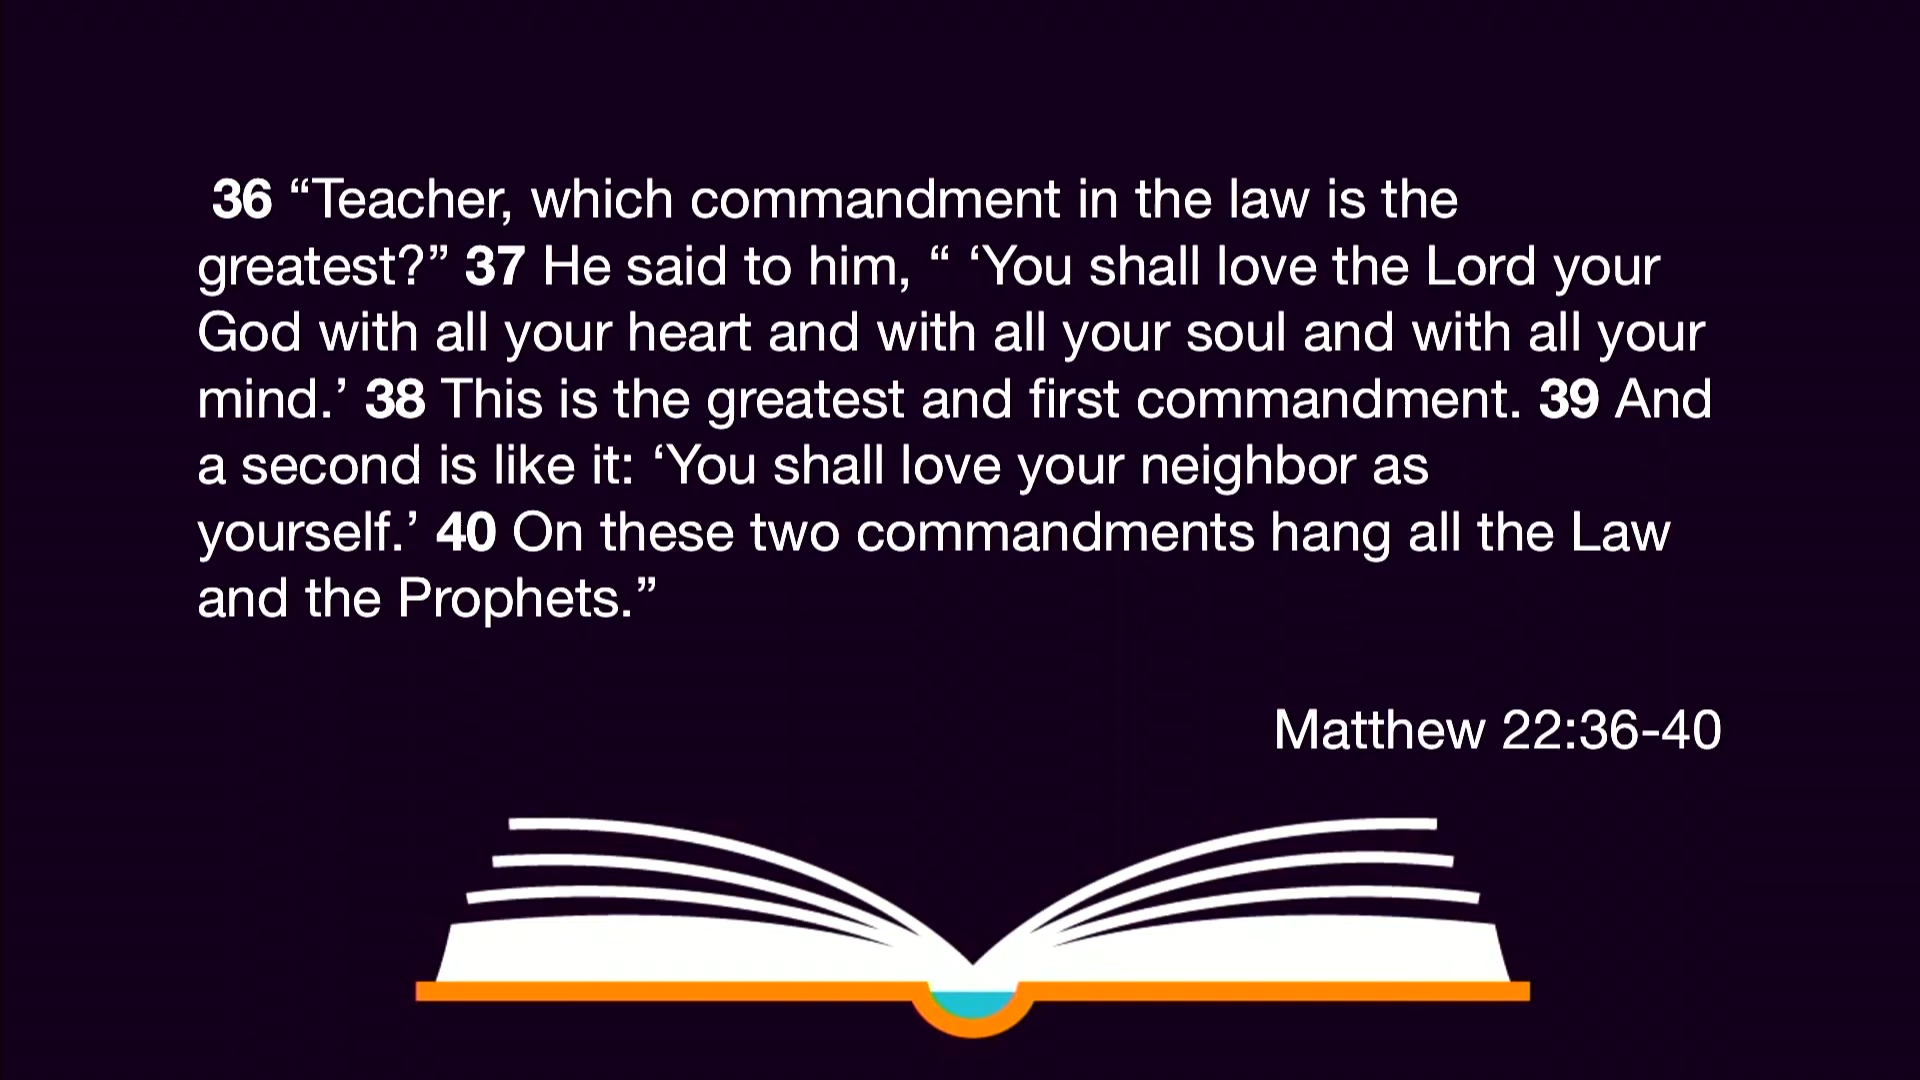 36 “Teacher, which commandment in the law is the
greatest?” 37 He said to him, “ ‘You shall love the Lord your
God with all your heart and with all your soul and with all your
mind.’ 38 This is the greatest and first commandment. 39 And
a second is like it: ‘You shall love your neighbor as
yourself.’ 40 On these two commandments hang all the Law
and the Prophets.”
Matthew 22:36-40